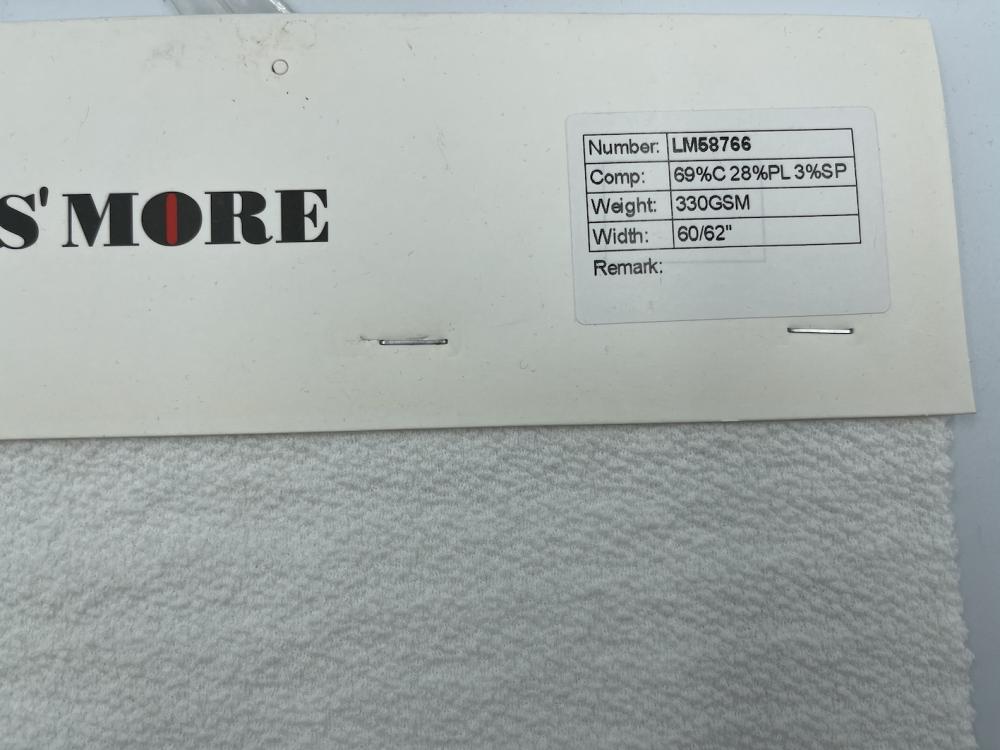 S' MORE
Number: LM58766
Comp: 69%C 28%PL 3%SP
Weight: 330GSM
Width: 60/62"
Remark: